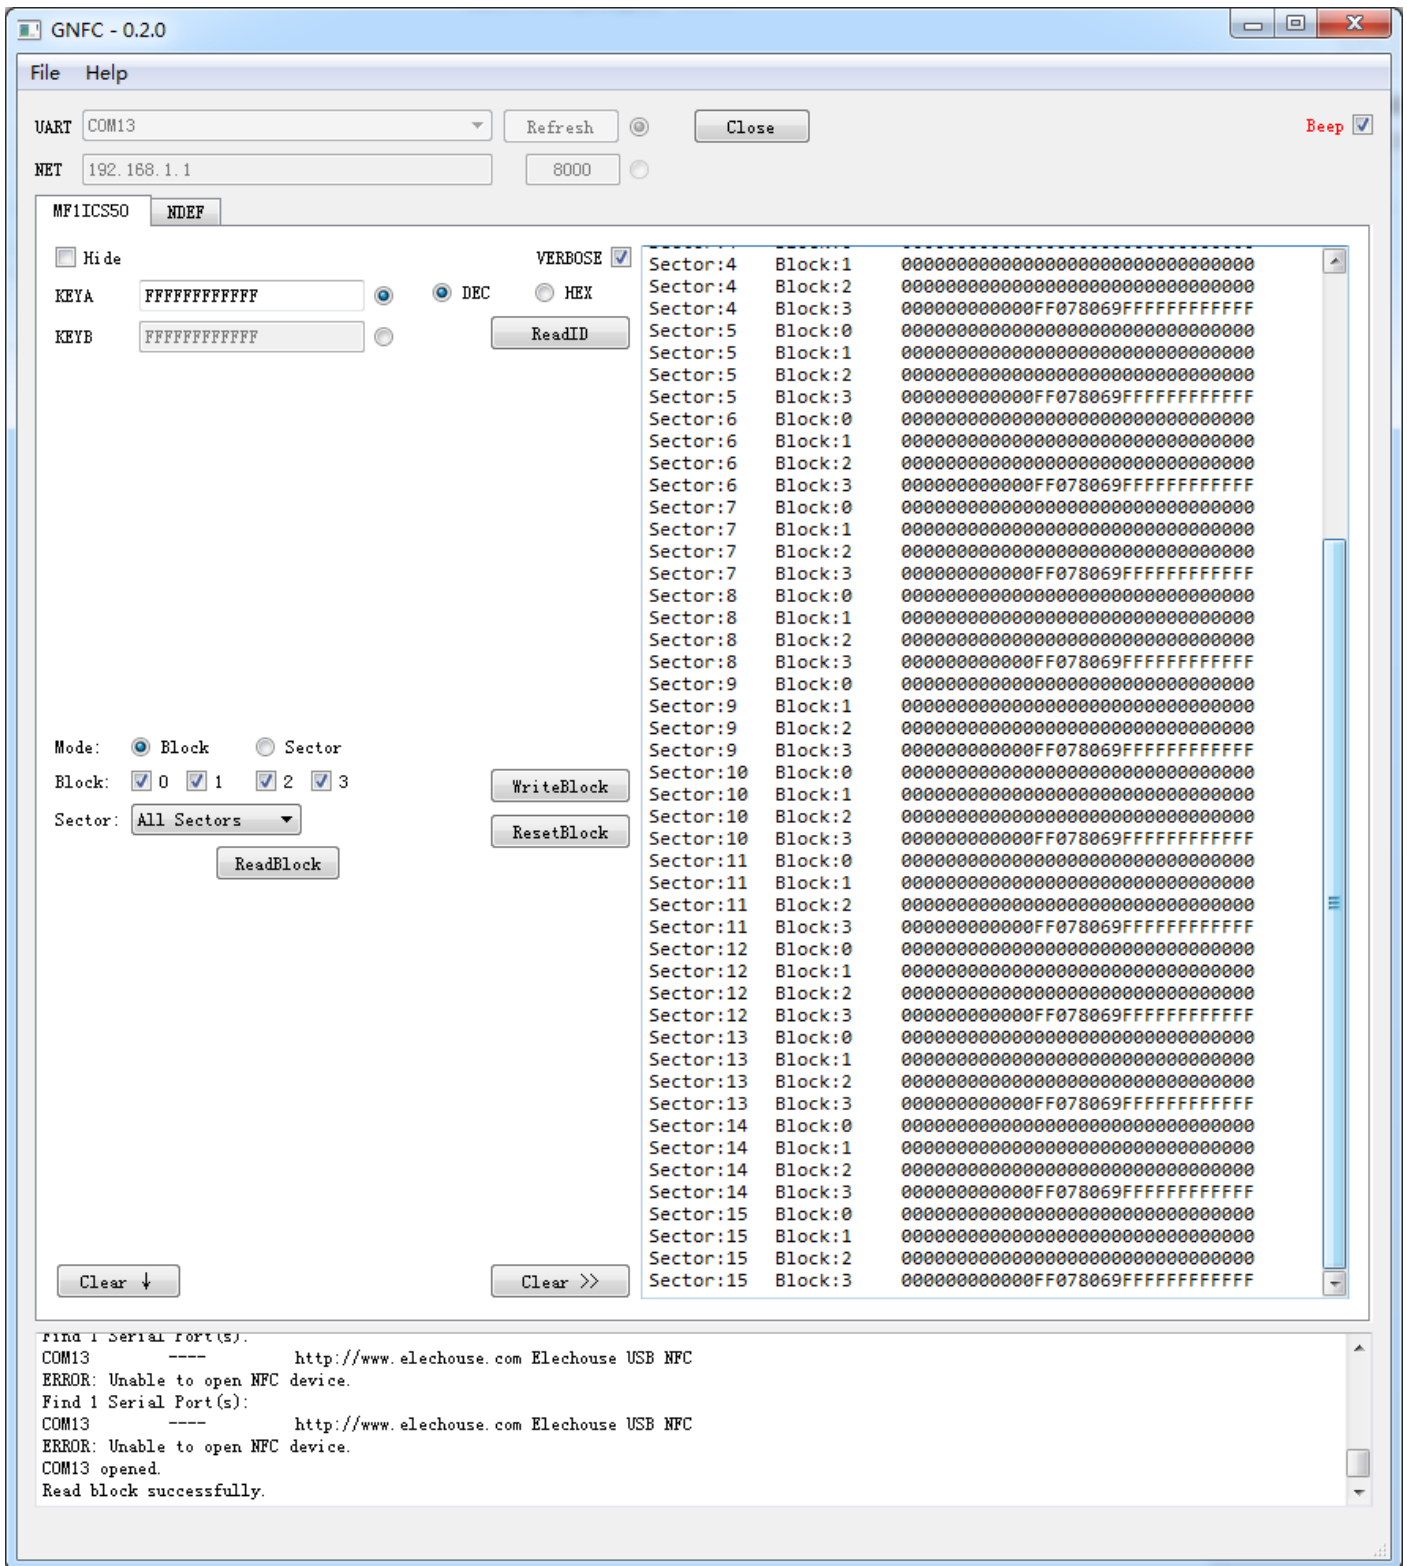 GNFC - 0.2.0
File Help
UART COM13 Refresh Close Beep
NET 192.168.1.1 8000
MF1ICS50 NDEF
Hide VERBOSE
KEYA FFFFFFFFFFFF DEC HEX
KEYB FFFFFFFFFFFF ReadID
Mode: Block Sector
Block: 0 1 2 3 WriteBlock
Sector: All Sectors ResetBlock
ReadBlock
Clear ↓ Clear >>
Sector:4 Block:1 00000000000000000000000000000000
Sector:4 Block:2 00000000000000000000000000000000
Sector:4 Block:3 000000000000FF078069FFFFFFFFFFFF
Sector:5 Block:0 00000000000000000000000000000000
Sector:5 Block:1 00000000000000000000000000000000
Sector:5 Block:2 00000000000000000000000000000000
Sector:5 Block:3 000000000000FF078069FFFFFFFFFFFF
Sector:6 Block:0 00000000000000000000000000000000
Sector:6 Block:1 00000000000000000000000000000000
Sector:6 Block:2 00000000000000000000000000000000
Sector:6 Block:3 000000000000FF078069FFFFFFFFFFFF
Sector:7 Block:0 00000000000000000000000000000000
Sector:7 Block:1 00000000000000000000000000000000
Sector:7 Block:2 00000000000000000000000000000000
Sector:7 Block:3 000000000000FF078069FFFFFFFFFFFF
Sector:8 Block:0 00000000000000000000000000000000
Sector:8 Block:1 00000000000000000000000000000000
Sector:8 Block:2 00000000000000000000000000000000
Sector:8 Block:3 000000000000FF078069FFFFFFFFFFFF
Sector:9 Block:0 00000000000000000000000000000000
Sector:9 Block:1 00000000000000000000000000000000
Sector:9 Block:2 00000000000000000000000000000000
Sector:9 Block:3 000000000000FF078069FFFFFFFFFFFF
Sector:10 Block:0 00000000000000000000000000000000
Sector:10 Block:1 00000000000000000000000000000000
Sector:10 Block:2 00000000000000000000000000000000
Sector:10 Block:3 000000000000FF078069FFFFFFFFFFFF
Sector:11 Block:0 00000000000000000000000000000000
Sector:11 Block:1 00000000000000000000000000000000
Sector:11 Block:2 00000000000000000000000000000000
Sector:11 Block:3 000000000000FF078069FFFFFFFFFFFF
Sector:12 Block:0 00000000000000000000000000000000
Sector:12 Block:1 00000000000000000000000000000000
Sector:12 Block:2 00000000000000000000000000000000
Sector:12 Block:3 000000000000FF078069FFFFFFFFFFFF
Sector:13 Block:0 00000000000000000000000000000000
Sector:13 Block:1 00000000000000000000000000000000
Sector:13 Block:2 00000000000000000000000000000000
Sector:13 Block:3 000000000000FF078069FFFFFFFFFFFF
Sector:14 Block:0 00000000000000000000000000000000
Sector:14 Block:1 00000000000000000000000000000000
Sector:14 Block:2 00000000000000000000000000000000
Sector:14 Block:3 000000000000FF078069FFFFFFFFFFFF
Sector:15 Block:0 00000000000000000000000000000000
Sector:15 Block:1 00000000000000000000000000000000
Sector:15 Block:2 00000000000000000000000000000000
Sector:15 Block:3 000000000000FF078069FFFFFFFFFFFF
Find 1 Serial Port(s):
COM13 ---- http://www.elechouse.com Elechouse USB NFC
ERROR: Unable to open NFC device.
Find 1 Serial Port(s):
COM13 ---- http://www.elechouse.com Elechouse USB NFC
ERROR: Unable to open NFC device.
COM13 opened.
Read block successfully.